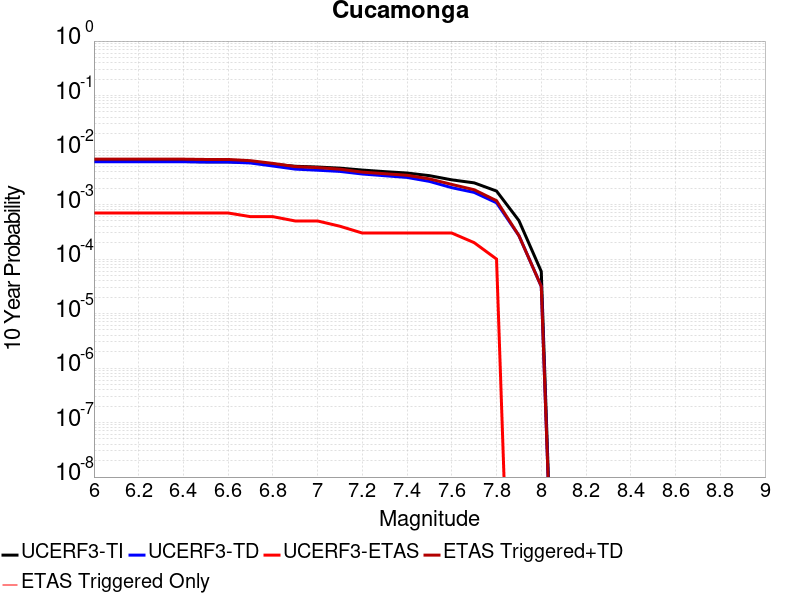 Cucamonga
10^0
10^-1
10^-2
10^-3
10^-4
10^-5
10^-6
10^-7
10^-8
10 Year Probability
6 6.2 6.4 6.6 6.8 7 7.2 7.4 7.6 7.8 8 8.2 8.4 8.6 8.8 9
Magnitude
UCERF3-TI UCERF3-TD UCERF3-ETAS ETAS Triggered+TD
ETAS Triggered Only